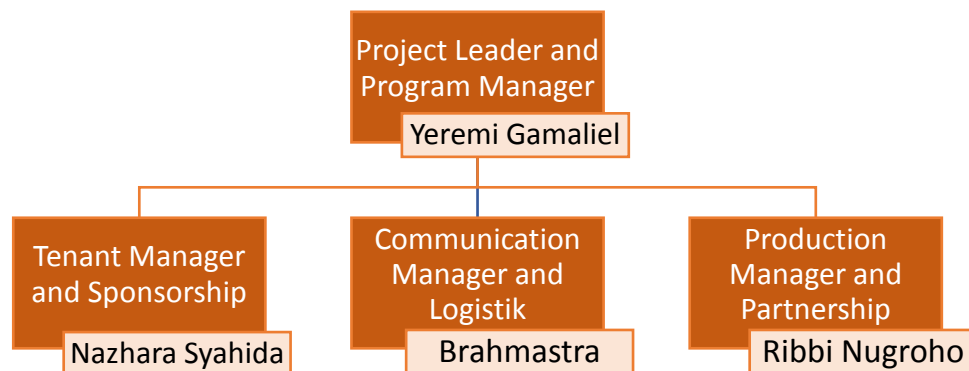 Project Leader and
Program Manager
Yeremi Gamaliel
Tenant Manager
and Sponsorship
Nazhara Syahida
Communication
Manager and
Logistik
Brahmastra
Production
Manager and
Partnership
Ribbi Nugroho